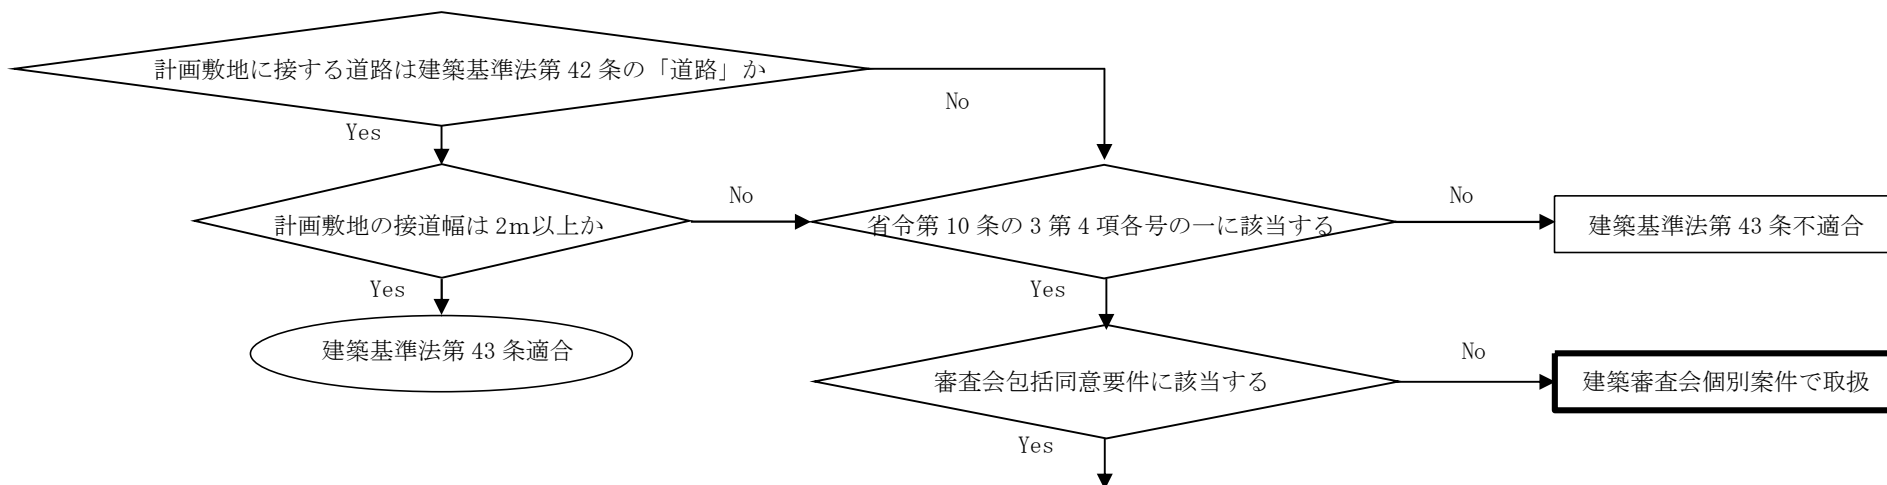 計画敷地に接する道路は建築基準法第 42 条の「道路」か
No
Yes
計画敷地の接道幅は 2m以上か
No
省令第 10 条の 3 第 4 項各号の一に該当する
No
建築基準法第 43 条不適合
Yes
Yes
建築基準法第 43 条適合
審査会包括同意要件に該当する
No
建築審査会個別案件で取扱
Yes